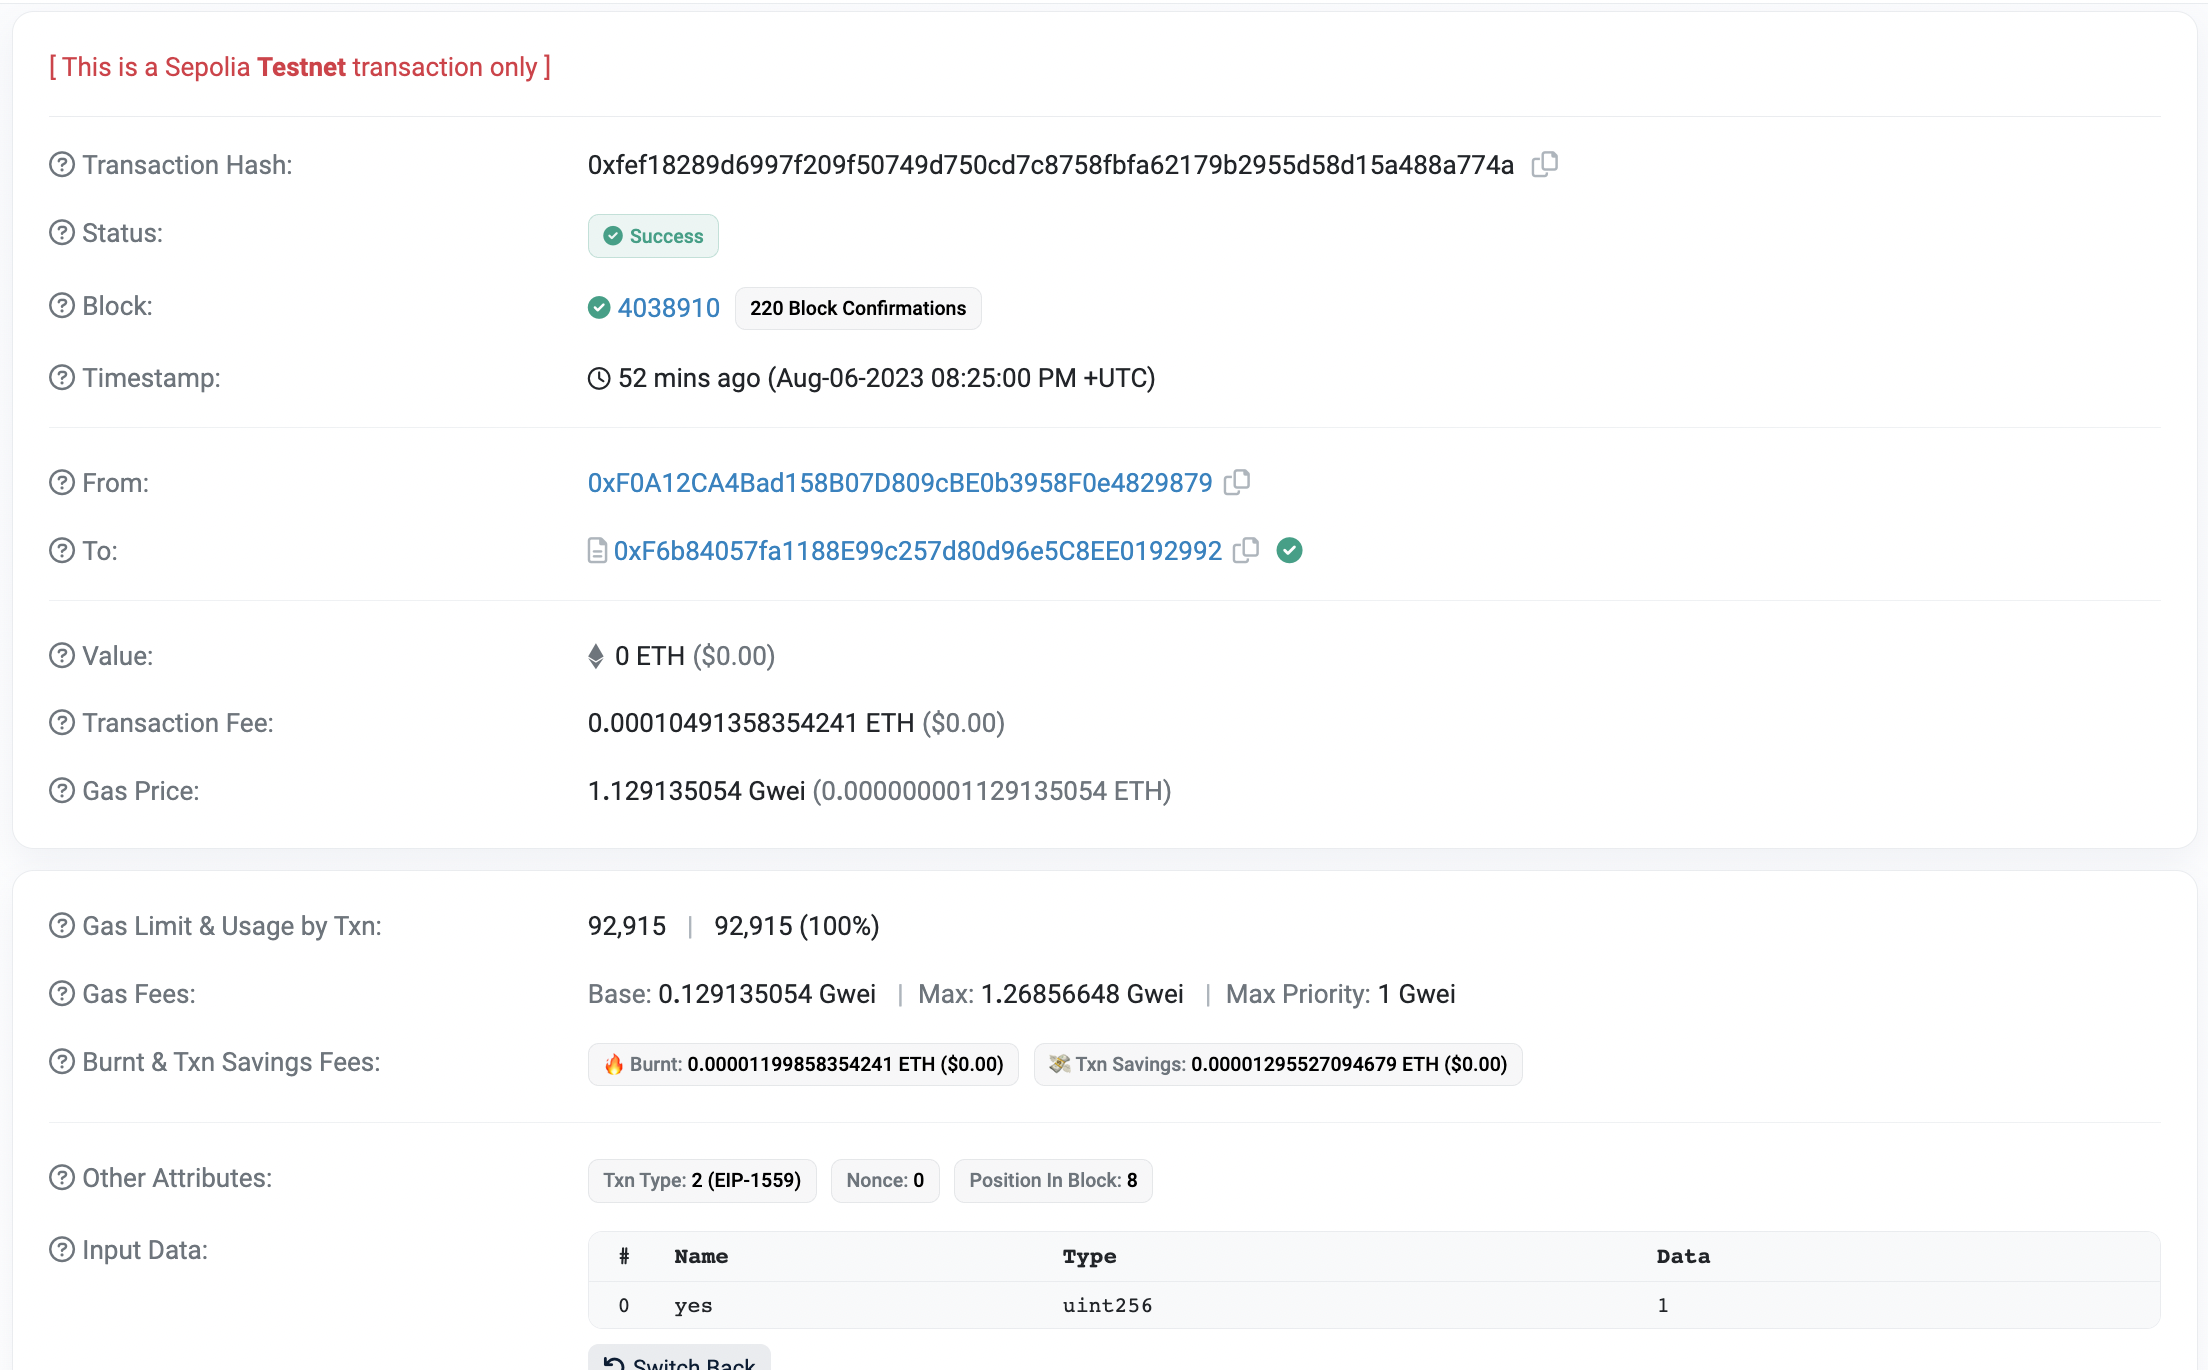 [ This is a Sepolia Testnet transaction only ]
Transaction Hash: 0xfef18289d6997f209f50749d750cd7c8758fbfa62179b2955d58d15a488a774a
Status: Success
Block: 4038910 220 Block Confirmations
Timestamp: 52 mins ago (Aug-06-2023 08:25:00 PM +UTC)
From: 0xF0A12CA4Bad158B07D809cBE0b3958F0e4829879
To: 0xF6b84057fa1188E99c257d80d96e5C8EE0192992
Value: 0 ETH ($0.00)
Transaction Fee: 0.00010491358354241 ETH ($0.00)
Gas Price: 1.129135054 Gwei (0.000000001129135054 ETH)
Gas Limit & Usage by Txn: 92,915 | 92,915 (100%)
Gas Fees: Base: 0.129135054 Gwei | Max: 1.26856648 Gwei | Max Priority: 1 Gwei
Burnt & Txn Savings Fees: Burnt: 0.00001199858354241 ETH ($0.00) Txn Savings: 0.00001295527094679 ETH ($0.00)
Other Attributes: Txn Type: 2 (EIP-1559) Nonce: 0 Position In Block: 8
Input Data: # Name Type Data
0 yes uint256 1
Switch Back